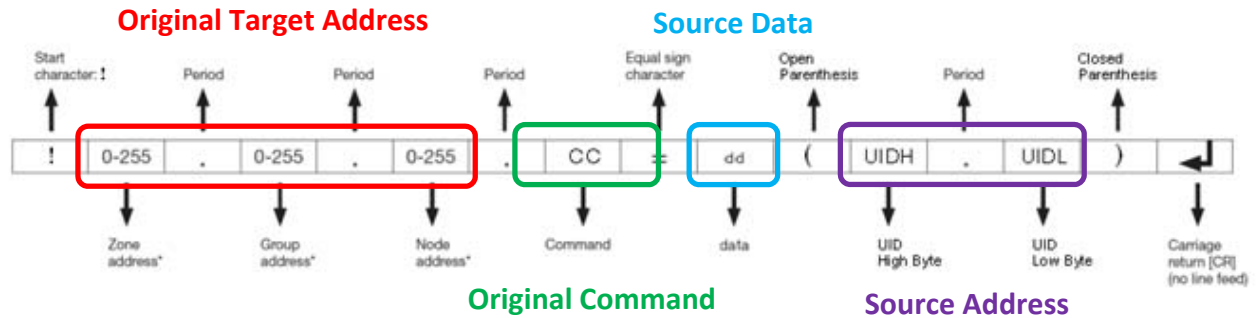 Original Target Address Source Data
Start character: ! Period Period Period Equal sign character Open Parenthesis Period Closed Parenthesis
! 0-255 . 0-255 . 0-255 . CC = dd ( UIDH . UIDL ) ↵
Zone address* Group address* Node address* Command data UID High Byte UID Low Byte Carriage return [CR] (no line feed)
Original Command Source Address